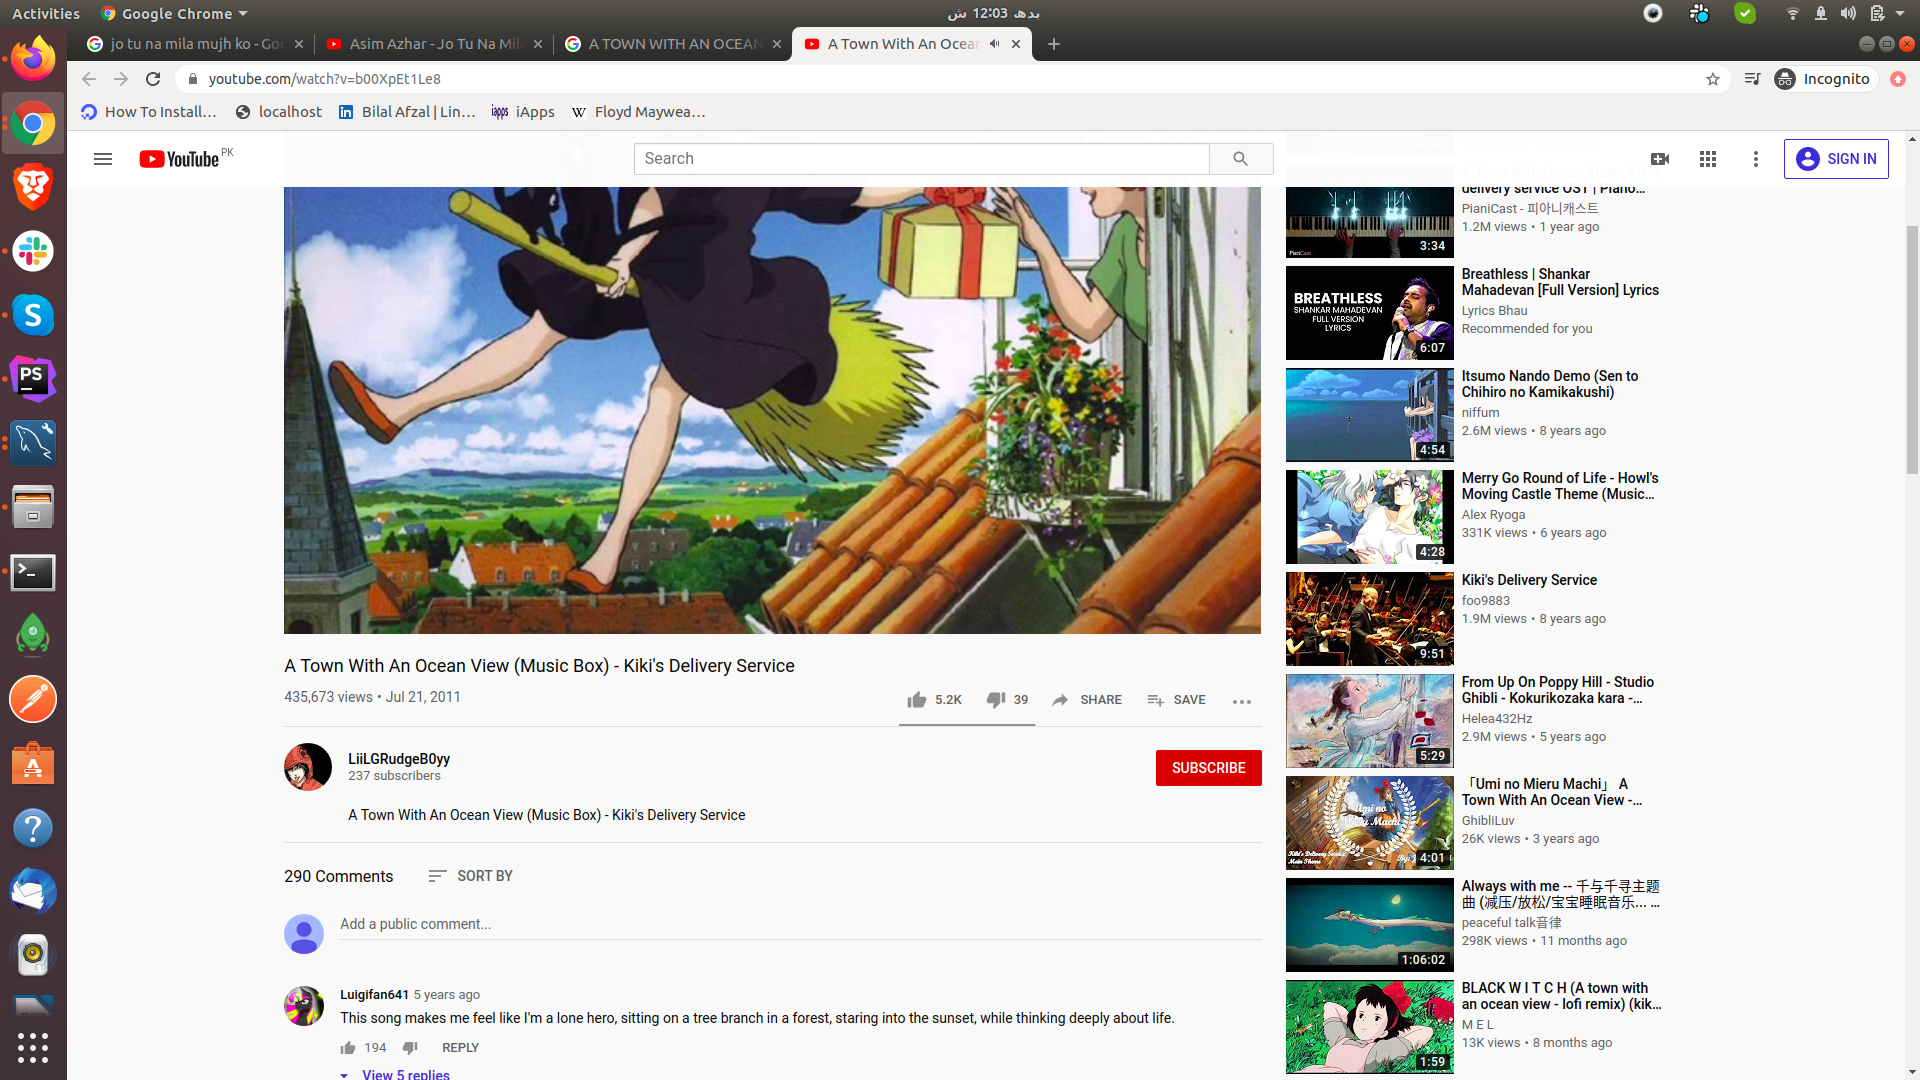 Activities
Google Chrome
بدھ 12:03 ش
jo tu na mila mujh ko - Goo
Asim Azhar - Jo Tu Na Mila
A TOWN WITH AN OCEAN
A Town With An Ocean
youtube.com/watch?v=b00XpEt1Le8
Incognito
How To Install...
localhost
Bilal Afzal | Lin...
iApps
Floyd Maywea...
YouTube PK
Search
SIGN IN
A Town With An Ocean View (Music Box) - Kiki's Delivery Service
435,673 views • Jul 21, 2011
5.2K
39
SHARE
SAVE
LiiLGRudgeB0yy
237 subscribers
SUBSCRIBE
A Town With An Ocean View (Music Box) - Kiki's Delivery Service
290 Comments
SORT BY
Add a public comment...
Luigifan641 5 years ago
This song makes me feel like I'm a lone hero, sitting on a tree branch in a forest, staring into the sunset, while thinking deeply about life.
194
REPLY
View 5 replies
delivery service OST | Piano...
PianiCast - 피아니캐스트
1.2M views • 1 year ago
PianiCast
3:34
Breathless | Shankar
Mahadevan [Full Version] Lyrics
Lyrics Bhau
Recommended for you
BREATHLESS
SHANKAR MAHADEVAN
FULL VERSION
LYRICS
6:07
Itsumo Nando Demo (Sen to
Chihiro no Kamikakushi)
niffum
2.6M views • 8 years ago
4:54
Merry Go Round of Life - Howl's
Moving Castle Theme (Music...
Alex Ryoga
331K views • 6 years ago
4:28
Kiki's Delivery Service
foo9883
1.9M views • 8 years ago
9:51
From Up On Poppy Hill - Studio
Ghibli - Kokurikozaka kara -...
Helea432Hz
2.9M views • 5 years ago
5:29
「Umi no Mieru Machi」 A
Town With An Ocean View -...
GhibliLuv
26K views • 3 years ago
Umi no
Mieru Machi
Kiki's Delivery Service
Main Theme
4:01
Always with me -- 千与千寻主题
曲 (减压/放松/宝宝睡眠音乐... ...
peaceful talk音律
298K views • 11 months ago
1:06:02
BLACK W I T C H (A town with
an ocean view - lofi remix) (kik...
M E L
13K views • 8 months ago
1:59
PS